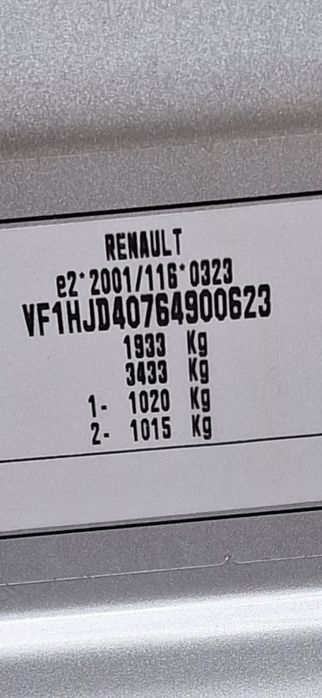 RENAULT
e2*2001/116*0323
VF1HJD40764900623
1933 Kg
3433 Kg
1- 1020 Kg
2- 1015 Kg